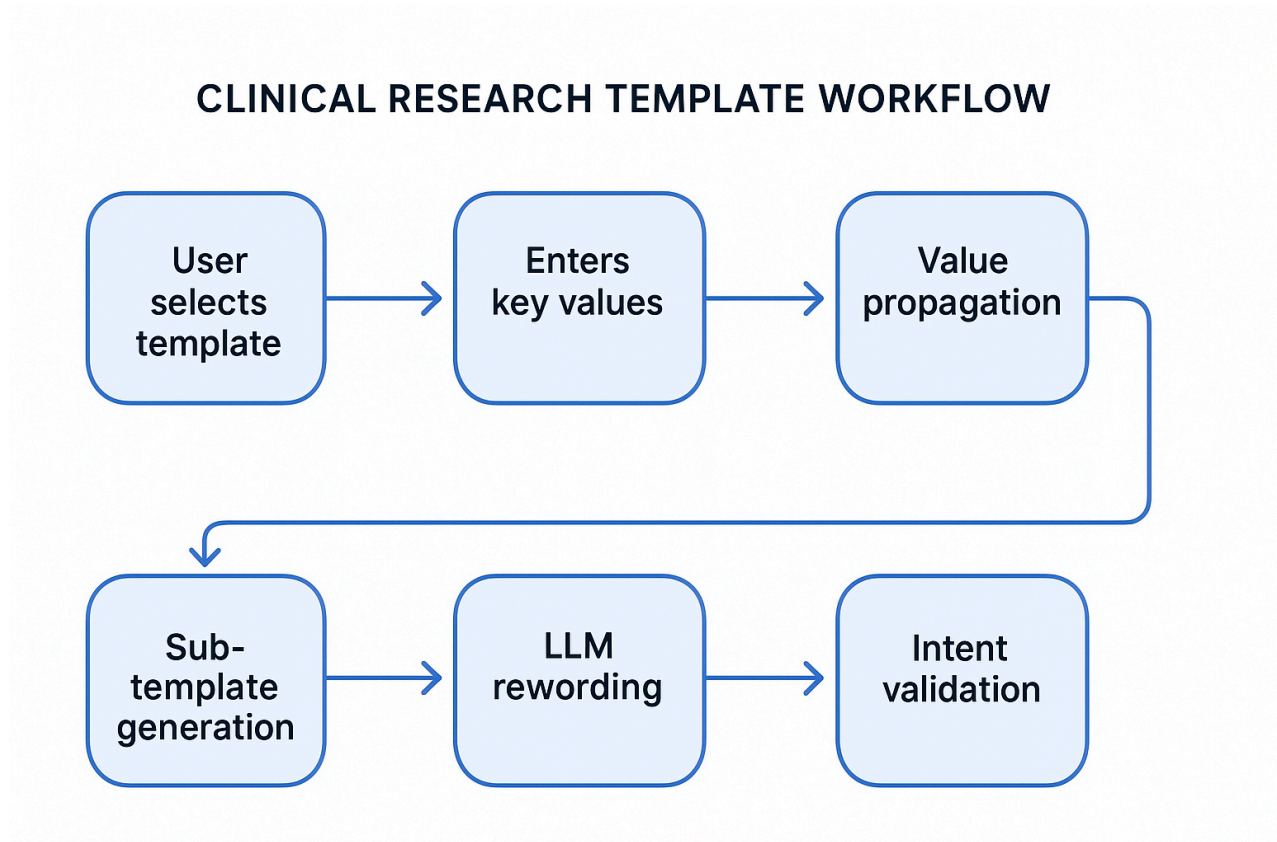 CLINICAL RESEARCH TEMPLATE WORKFLOW
User
selects
template
Enters
key values
Value
propagation
Sub-
template
generation
LLM
rewording
Intent
validation